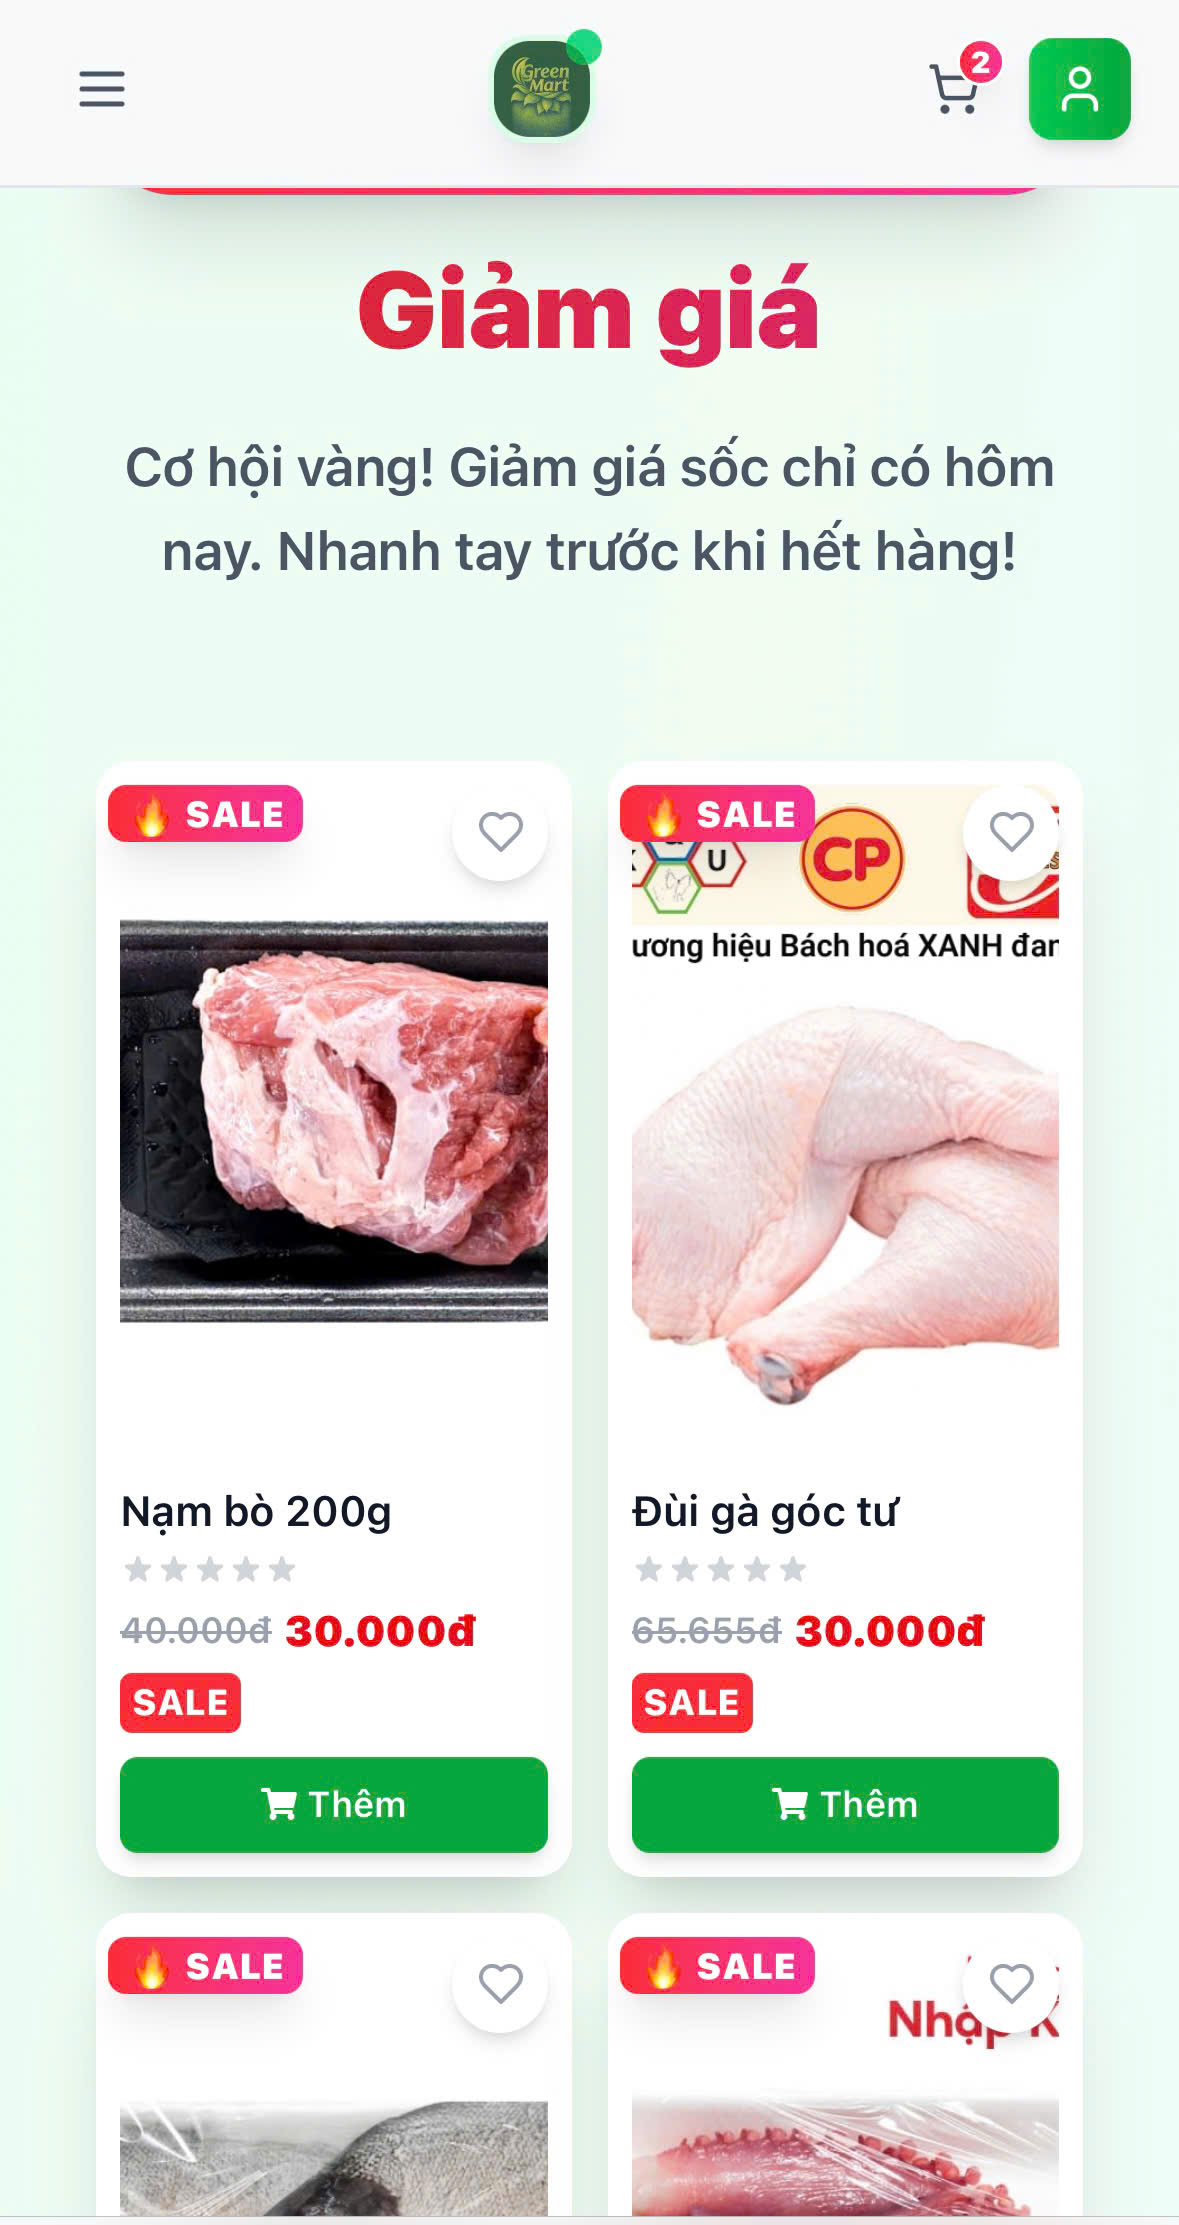 Green
Mart
2
Giảm giá
Cơ hội vàng! Giảm giá sốc chỉ có hôm
nay. Nhanh tay trước khi hết hàng!
🔥 SALE
Nạm bò 200g
40.000đ 30.000đ
SALE
Thêm
🔥 SALE
U
CP
ương hiệu Bách hoá XANH đan
Đùi gà góc tư
65.655đ 30.000đ
SALE
Thêm
🔥 SALE
🔥 SALE